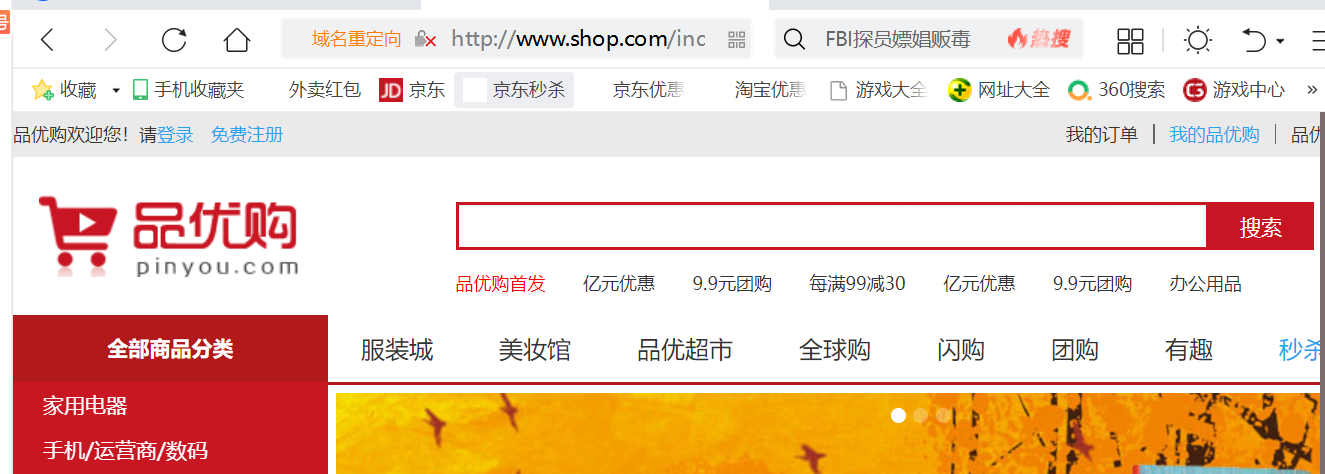 号
域名重定向 http://www.shop.com/inc FBI探员嫖娼贩毒 热搜
收藏 手机收藏夹 外卖红包 JD 京东 京东秒杀 京东优惠 淘宝优惠 游戏大全 网址大全 360搜索 游戏中心 »
品优购欢迎您！请登录 免费注册 我的订单 | 我的品优购 | 品优
品优购
pinyou.com
搜索
品优购首发 亿元优惠 9.9元团购 每满99减30 亿元优惠 9.9元团购 办公用品
全部商品分类 服装城 美妆馆 品优超市 全球购 闪购 团购 有趣 秒杀
家用电器
手机/运营商/数码